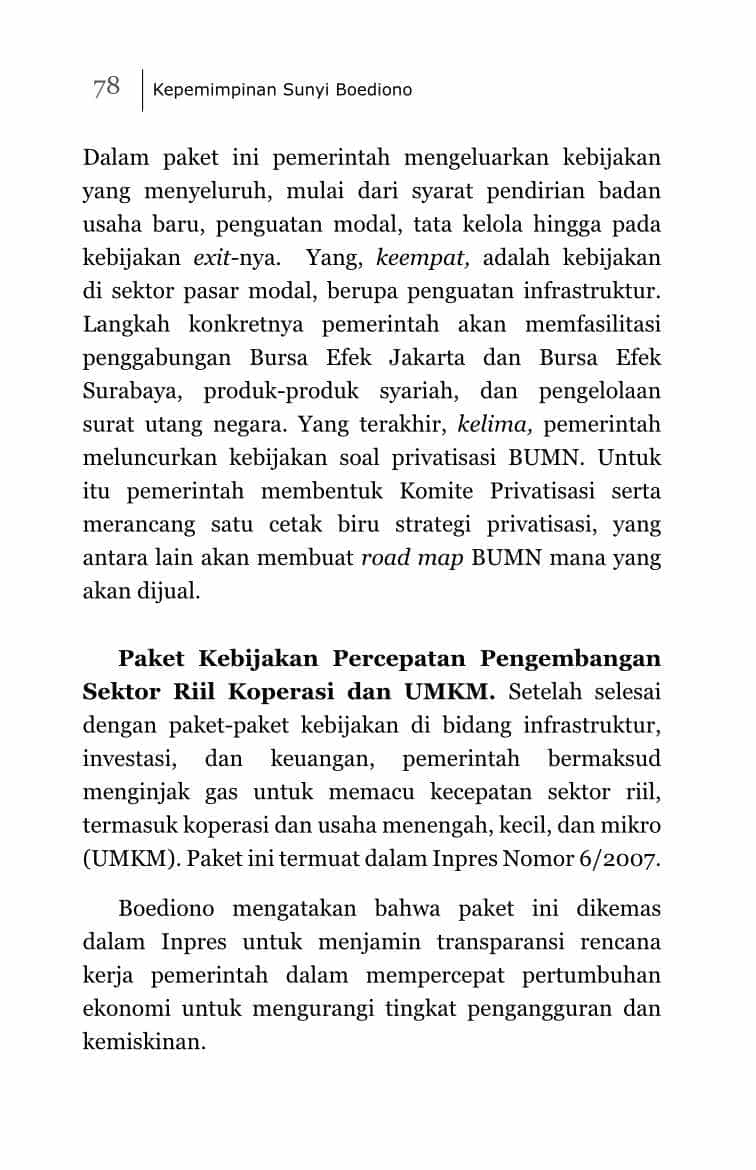 78
Kepemimpinan Sunyi Boediono
Dalam paket ini pemerintah mengeluarkan kebijakan
yang menyeluruh, mulai dari syarat pendirian badan
usaha baru, penguatan modal, tata kelola hingga pada
kebijakan exit-nya. Yang, keempat, adalah kebijakan
di sektor pasar modal, berupa penguatan infrastruktur.
Langkah konkretnya pemerintah akan memfasilitasi
penggabungan Bursa Efek Jakarta dan Bursa Efek
Surabaya, produk-produk syariah, dan pengelolaan
surat utang negara. Yang terakhir, kelima, pemerintah
meluncurkan kebijakan soal privatisasi BUMN. Untuk
itu pemerintah membentuk Komite Privatisasi serta
merancang satu cetak biru strategi privatisasi, yang
antara lain akan membuat road map BUMN mana yang
akan dijual.
Paket Kebijakan Percepatan Pengembangan
Sektor Riil Koperasi dan UMKM. Setelah selesai
dengan paket-paket kebijakan di bidang infrastruktur,
investasi, dan keuangan, pemerintah bermaksud
menginjak gas untuk memacu kecepatan sektor riil,
termasuk koperasi dan usaha menengah, kecil, dan mikro
(UMKM). Paket ini termuat dalam Inpres Nomor 6/2007.
Boediono mengatakan bahwa paket ini dikemas
dalam Inpres untuk menjamin transparansi rencana
kerja pemerintah dalam mempercepat pertumbuhan
ekonomi untuk mengurangi tingkat pengangguran dan
kemiskinan.